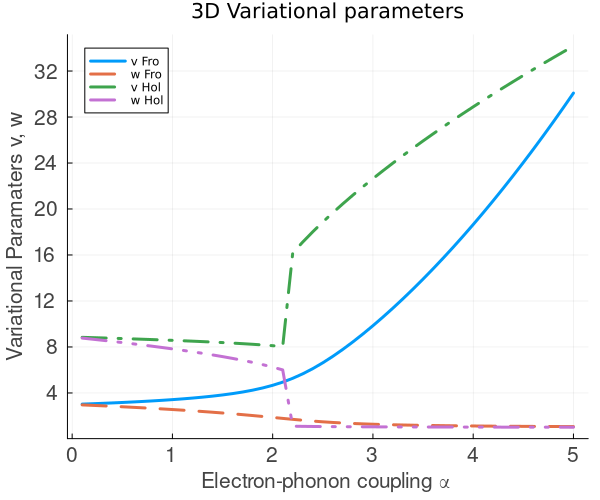 3D Variational parameters
Variational Paramaters v, w
32
28
24
20
16
12
8
4
v Fro
w Fro
v Hol
w Hol
0 1 2 3 4 5
Electron-phonon coupling α